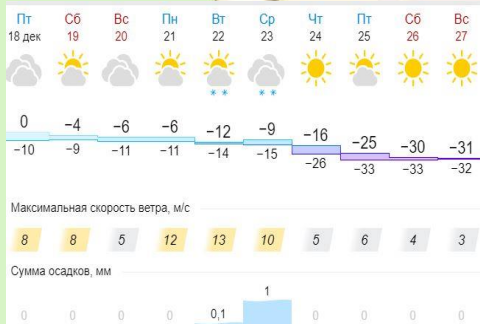 Пт Сб Вс Пн Вт Ср Чт Пт Сб Вс
18 дек 19 20 21 22 23 24 25 26 27
0 −4 −6 −6 −12 −9 −16 −25 −30 −31
−10 −9 −11 −11 −14 −15 −26 −33 −33 −32
Максимальная скорость ветра, м/с
8 8 5 12 13 10 5 6 4 3
Сумма осадков, мм
0 0 0 0 0,1 1 0 0 0 0